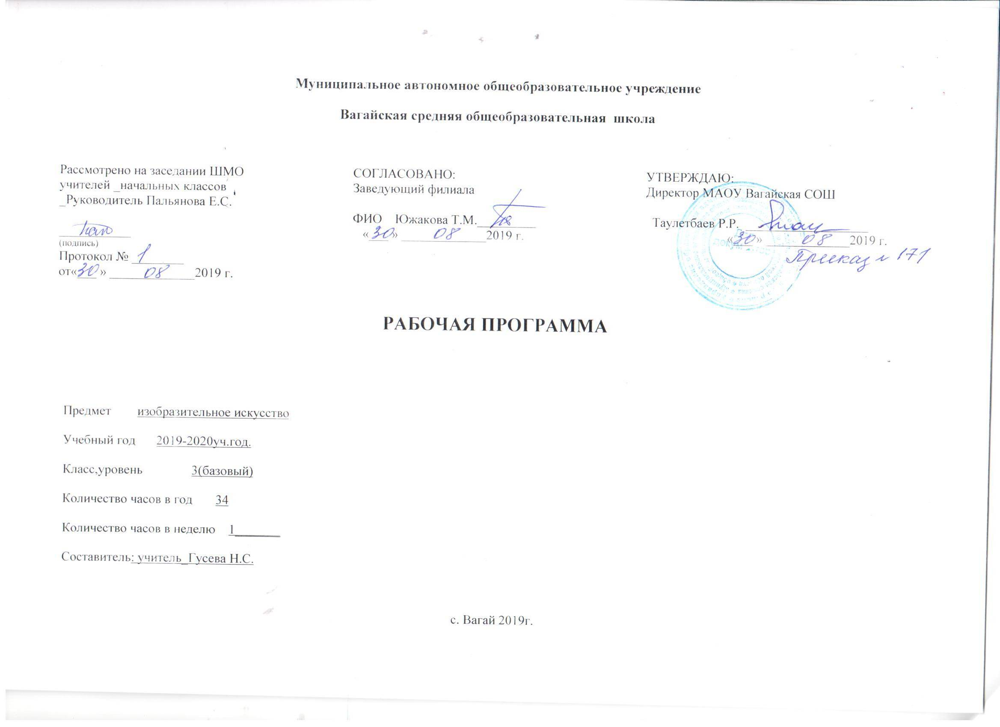 Муниципальное автономное общеобразовательное учреждение
Вагайская средняя общеобразовательная школа
Рассмотрено на заседании ШМО
учителей _начальных классов
_Руководитель Пальянова Е.С.
(подпись)
Протокол № 1
от«30» 08 2019 г.
СОГЛАСОВАНО:
Заведующий филиала
ФИО Южакова Т.М.
«30» 08 2019 г.
УТВЕРЖДАЮ:
Директор МАОУ Вагайская СОШ
Таулетбаев Р.Р.
«30» 08 2019 г.
Приказ № 171
РАБОЧАЯ ПРОГРАММА
Предмет изобразительное искусство
Учебный год 2019-2020уч.год.
Класс,уровень 3(базовый)
Количество часов в год 34
Количество часов в неделю 1
Составитель: учитель_Гусева Н.С.
с. Вагай 2019г.